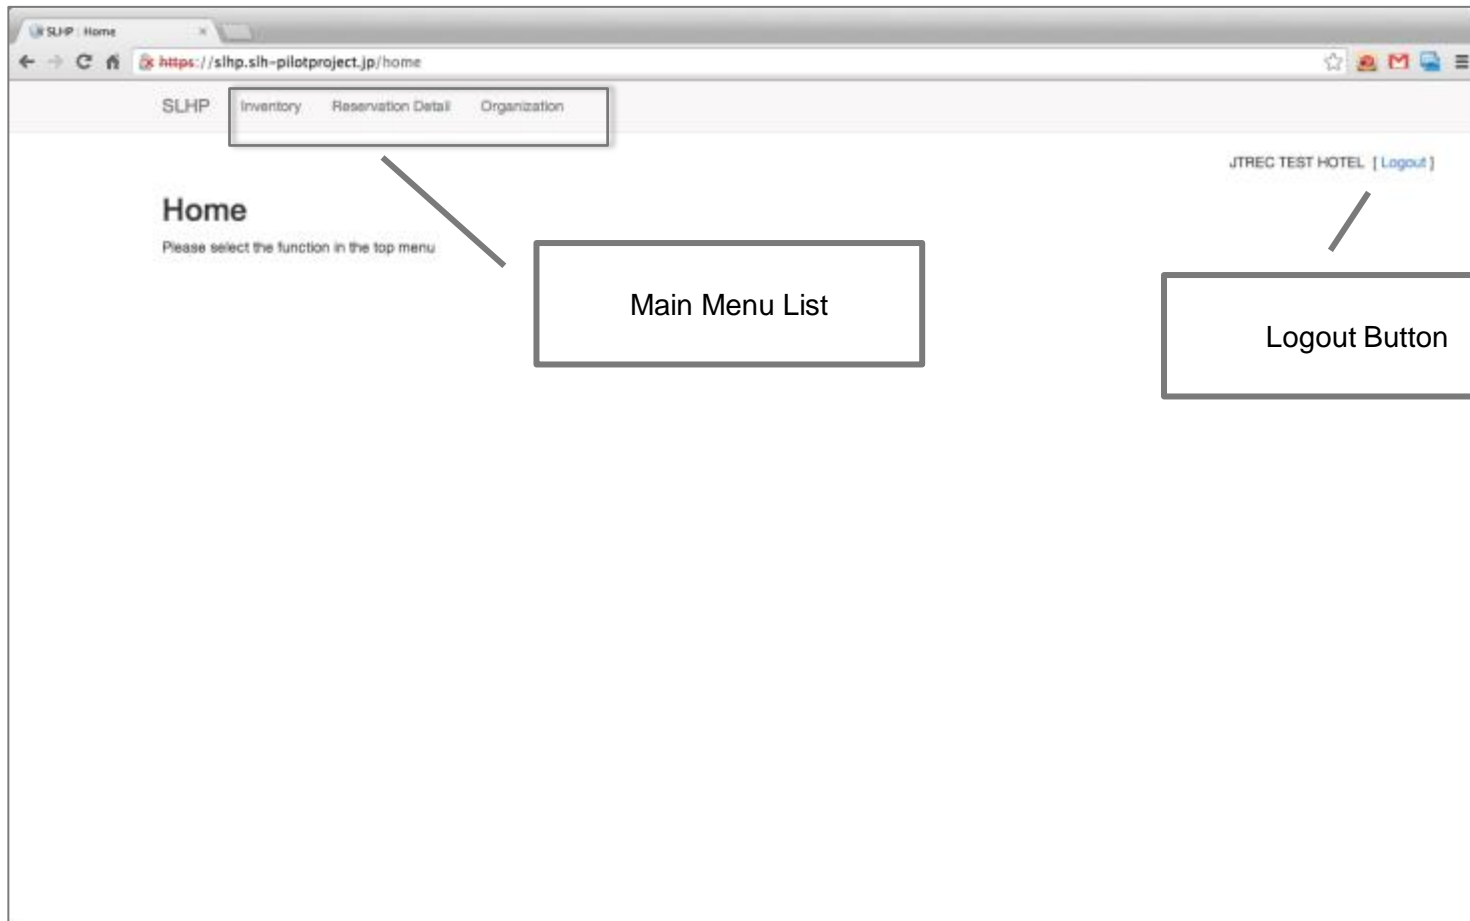 SLHP : Home
https://slhp.slh-pilotproject.jp/home
SLHP Inventory Reservation Detail Organization
JTREC TEST HOTEL [ Logout ]
Home
Please select the function in the top menu
Main Menu List
Logout Button